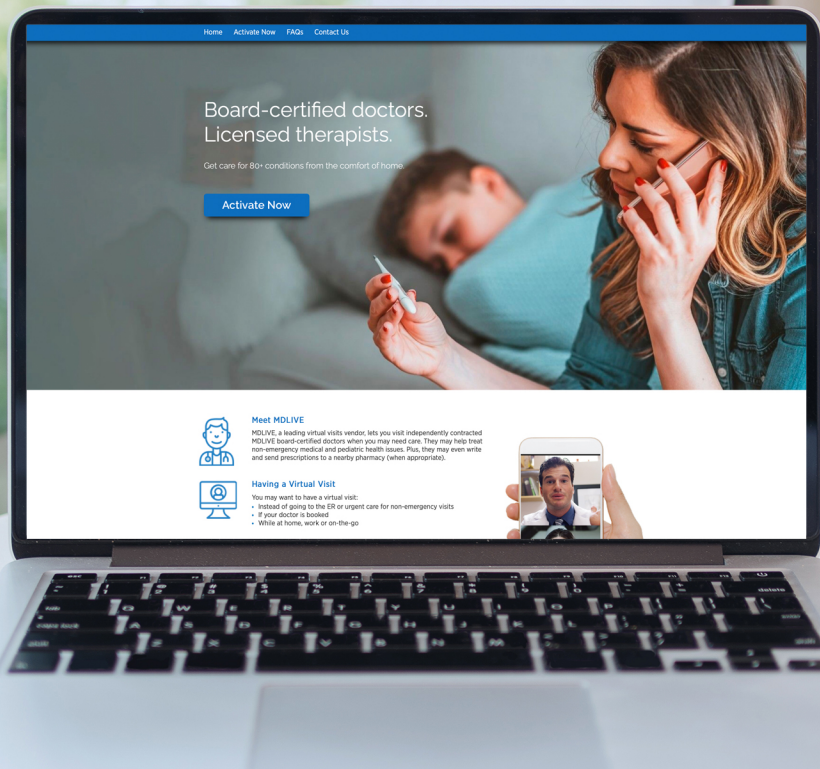 Home Activate Now FAQs Contact Us
Board-certified doctors.
Licensed therapists.
Get care for 80+ conditions from the comfort of home.
Activate Now
Meet MDLIVE
MDLIVE, a leading virtual visits vendor, lets you visit independently contracted
MDLIVE board-certified doctors when you may need care. They may help treat
non-emergency medical and pediatric health issues. Plus, they may even write
and send prescriptions to a nearby pharmacy (when appropriate).
Having a Virtual Visit
You may want to have a virtual visit:
• Instead of going to the ER or urgent care for non-emergency visits
• If your doctor is booked
• While at home, work or on-the-go
esc
delete